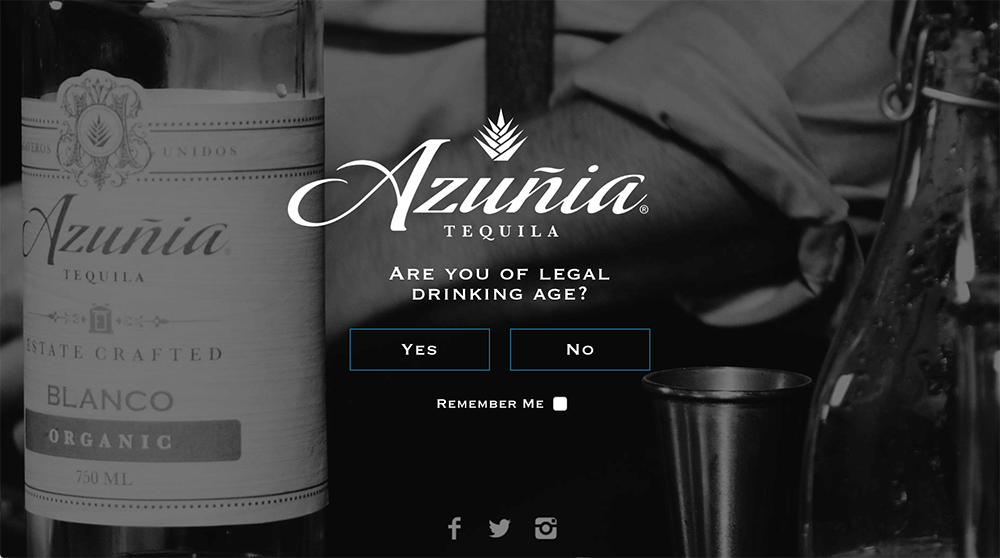 UNIDOS
Azuñia®
TEQUILA
ESTATE CRAFTED
BLANCO
ORGANIC
750 ML
Azuñia®
TEQUILA
ARE YOU OF LEGAL
DRINKING AGE?
YES
NO
REMEMBER ME